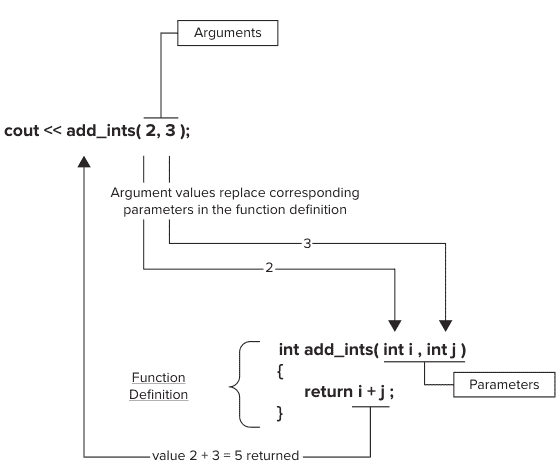 Arguments
cout << add_ints( 2, 3 );
Argument values replace corresponding
parameters in the function definition
3
2
int add_ints( int i , int j )
{
return i + j ;
}
Function
Definition
Parameters
value 2 + 3 = 5 returned